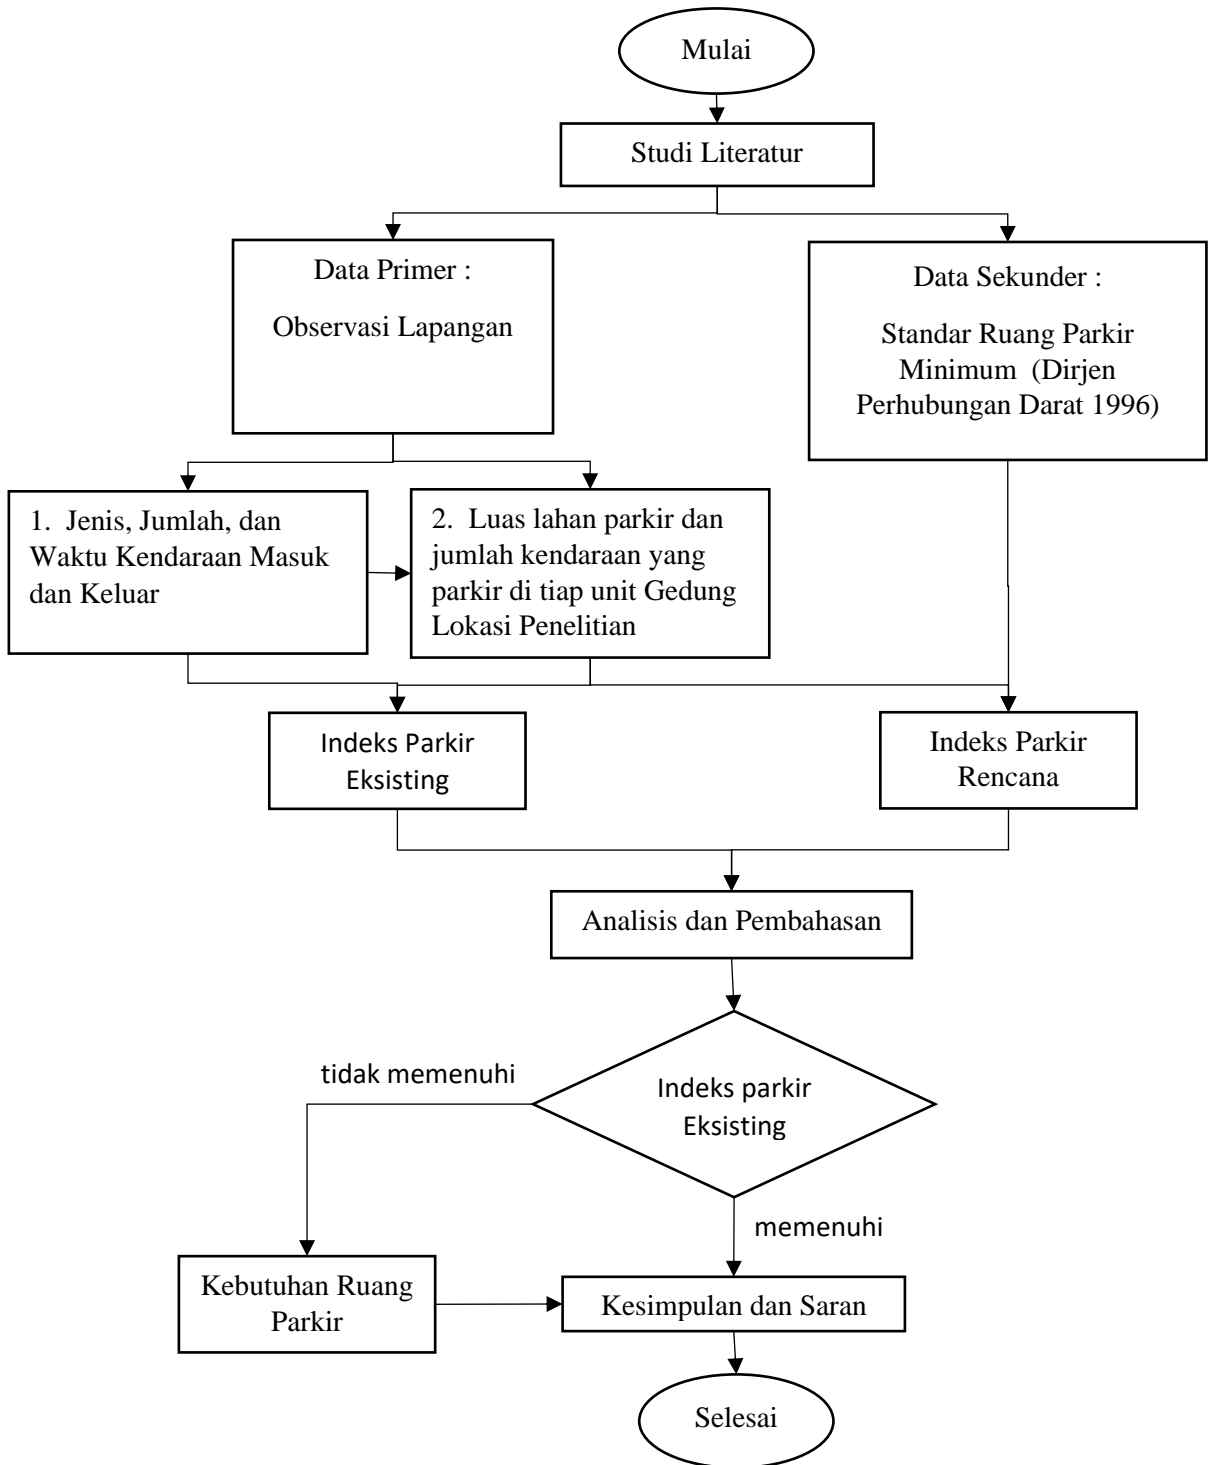 Mulai
Studi Literatur
Data Primer :
Observasi Lapangan
Data Sekunder :
Standar Ruang Parkir
Minimum (Dirjen
Perhubungan Darat 1996)
1. Jenis, Jumlah, dan
Waktu Kendaraan Masuk
dan Keluar
2. Luas lahan parkir dan
jumlah kendaraan yang
parkir di tiap unit Gedung
Lokasi Penelitian
Indeks Parkir
Eksisting
Indeks Parkir
Rencana
Analisis dan Pembahasan
tidak memenuhi
Indeks parkir
Eksisting
memenuhi
Kebutuhan Ruang
Parkir
Kesimpulan dan Saran
Selesai